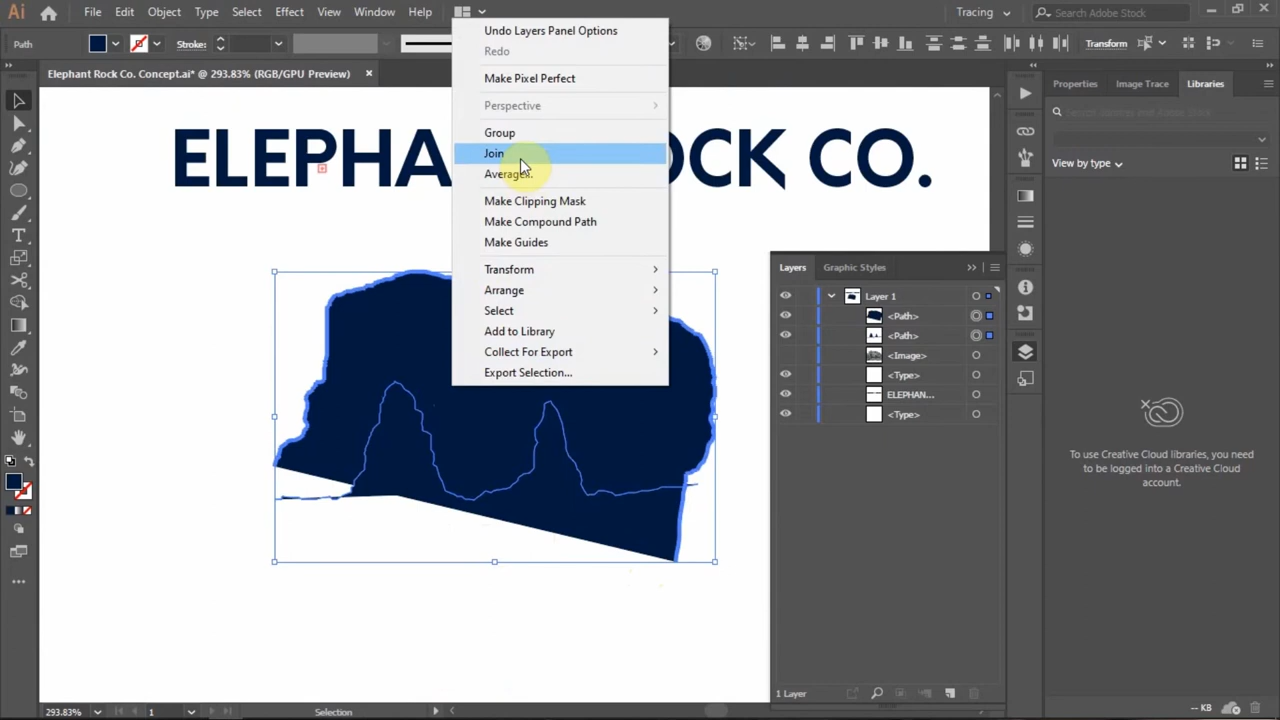 Ai File Edit Object Type Select Effect View Window Help Tracing Search Adobe Stock
Path Stroke: Transform
Elephant Rock Co. Concept.ai* @ 293.83% (RGB/GPU Preview) ×
Properties Image Trace Libraries
View by type
ELEPHA OCK CO.
Undo Layers Panel Options
Redo
Make Pixel Perfect
Perspective
Group
Join
Average...
Make Clipping Mask
Make Compound Path
Make Guides
Transform
Arrange
Select
Add to Library
Collect For Export
Export Selection...
Layers Graphic Styles
Layer 1
<Path>
<Path>
<Image>
<Type>
ELEPHAN...
<Type>
1 Layer
To use Creative Cloud libraries, you
need to be logged into a Creative Cloud
account.
-- KB
293.83% 1 Selection